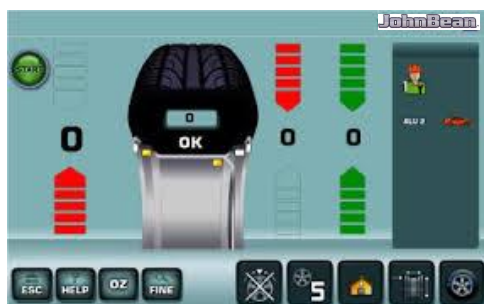 JohnBean
START
0
OK
0
0
0
ALU 2
ESC
HELP
OZ
FINE
5